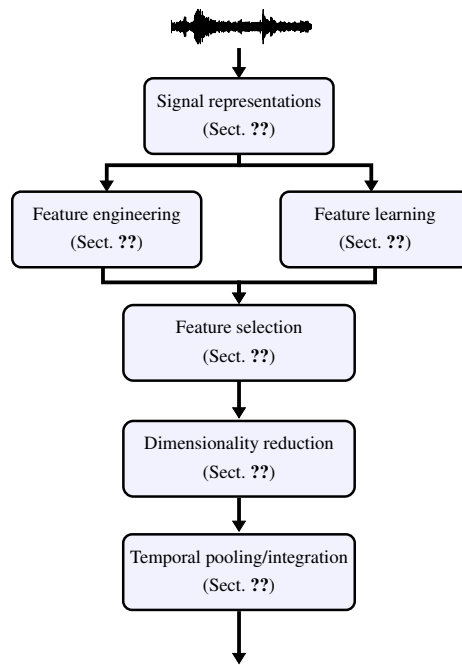 Signal representations
(Sect. ??)
Feature engineering
(Sect. ??)
Feature learning
(Sect. ??)
Feature selection
(Sect. ??)
Dimensionality reduction
(Sect. ??)
Temporal pooling/integration
(Sect. ??)